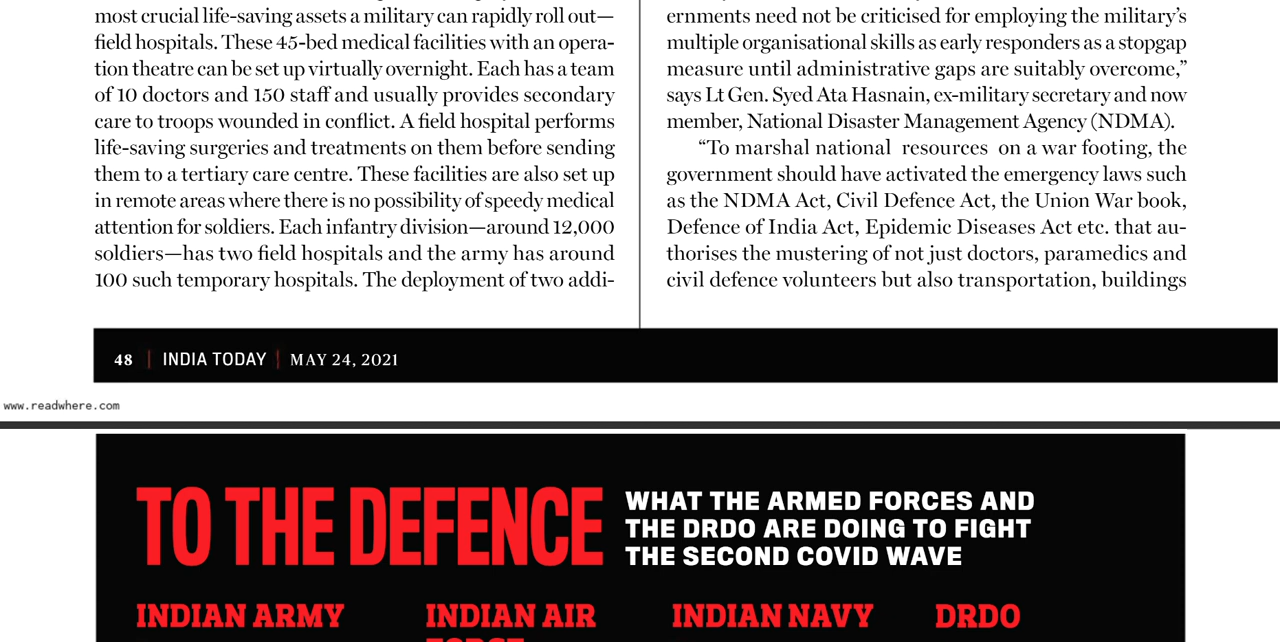 most crucial life-saving assets a military can rapidly roll out—
field hospitals. These 45-bed medical facilities with an opera-
tion theatre can be set up virtually overnight. Each has a team
of 10 doctors and 150 staff and usually provides secondary
care to troops wounded in conflict. A field hospital performs
life-saving surgeries and treatments on them before sending
them to a tertiary care centre. These facilities are also set up
in remote areas where there is no possibility of speedy medical
attention for soldiers. Each infantry division—around 12,000
soldiers—has two field hospitals and the army has around
100 such temporary hospitals. The deployment of two addi-
ernments need not be criticised for employing the military’s
multiple organisational skills as early responders as a stopgap
measure until administrative gaps are suitably overcome,”
says Lt Gen. Syed Ata Hasnain, ex-military secretary and now
member, National Disaster Management Agency (NDMA).
“To marshal national resources on a war footing, the
government should have activated the emergency laws such
as the NDMA Act, Civil Defence Act, the Union War book,
Defence of India Act, Epidemic Diseases Act etc. that au-
thorises the mustering of not just doctors, paramedics and
civil defence volunteers but also transportation, buildings
48 | INDIA TODAY | MAY 24, 2021
www.readwhere.com
TO THE DEFENCE
WHAT THE ARMED FORCES AND
THE DRDO ARE DOING TO FIGHT
THE SECOND COVID WAVE
INDIAN ARMY
INDIAN AIR
FORCE
INDIAN NAVY
DRDO